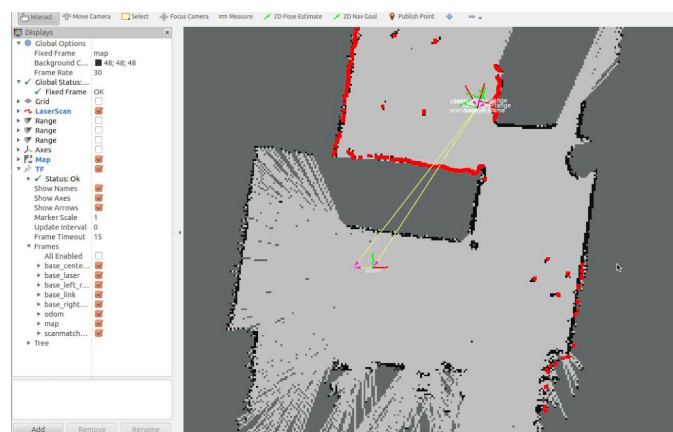 Interact Move Camera Select Focus Camera Measure 2D Pose Estimate 2D Nav Goal Publish Point
Displays
Global Options
Fixed Frame map
Background C... 48; 48; 48
Frame Rate 30
Global Status:...
Fixed Frame OK
Grid
LaserScan
Range
Range
Range
Axes
Map
TF
Status: Ok
Show Names
Show Axes
Show Arrows
Marker Scale 1
Update Interval 0
Frame Timeout 15
Frames
All Enabled
base_cente...
base_laser
base_left_r...
base_link
base_right...
odom
map
scanmatch...
Tree
Add Remove Rename
odom